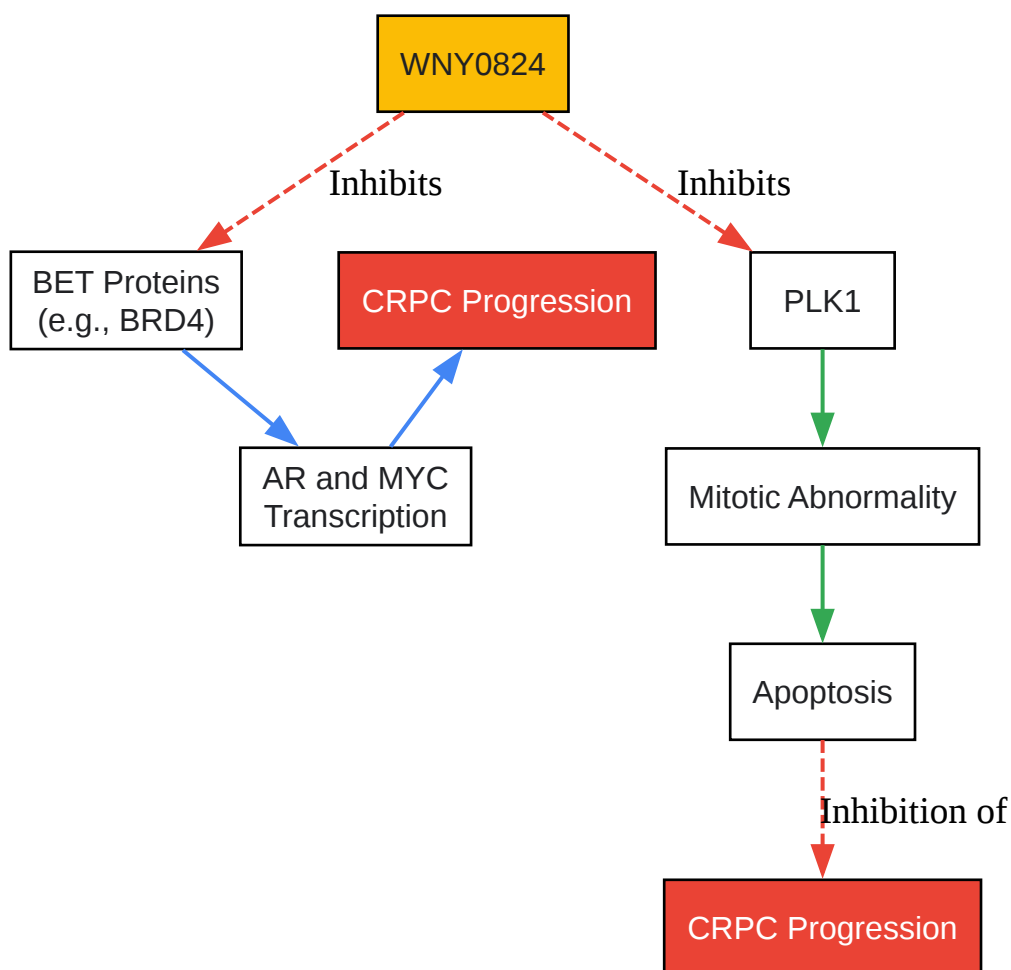 WNY0824
Inhibits
Inhibits
BET Proteins
(e.g., BRD4)
CRPC Progression
PLK1
AR and MYC
Transcription
Mitotic Abnormality
Apoptosis
Inhibition of
CRPC Progression